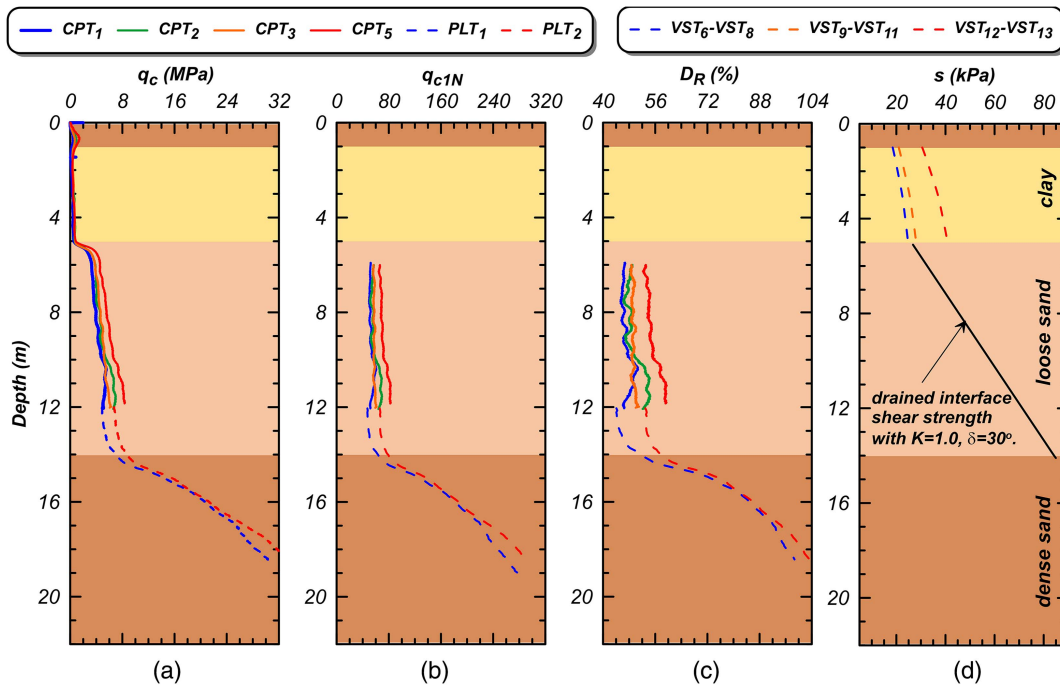 CPT1 CPT2 CPT3 CPT5 PLT1 PLT2
VST6-VST8 VST9-VST11 VST12-VST13
qc (MPa)
0 8 16 24 32
qc1N
0 80 160 240 320
DR (%)
40 56 72 88 104
s (kPa)
20 40 60 80
Depth (m)
0
4
8
12
16
20
0
4
8
12
16
20
0
4
8
12
16
20
0
4
8
12
16
20
clay
loose sand
dense sand
drained interface
shear strength
with K=1.0, δ=30°.
(a) (b) (c) (d)